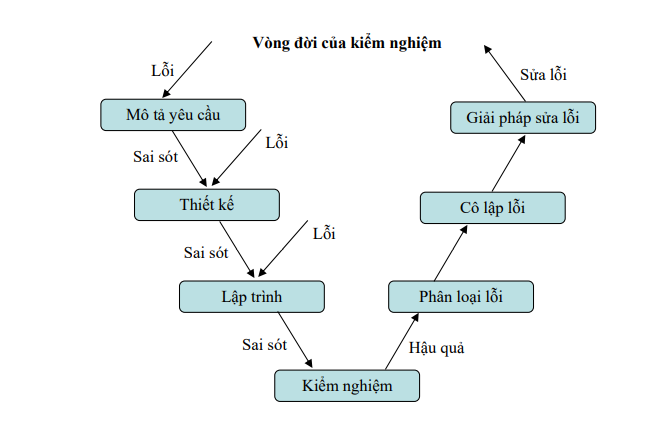 Vòng đời của kiểm nghiệm
Lỗi
Sửa lỗi
Mô tả yêu cầu
Giải pháp sửa lỗi
Sai sót
Lỗi
Thiết kế
Cô lập lỗi
Sai sót
Lỗi
Lập trình
Phân loại lỗi
Sai sót
Hậu quả
Kiểm nghiệm